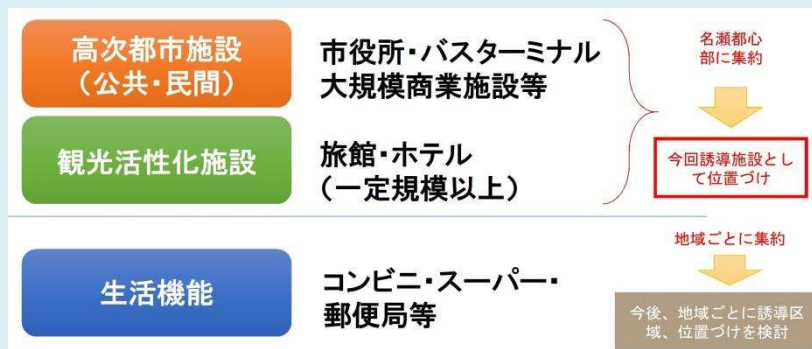 高次都市施設
（公共・民間）
市役所・バスターミナル
大規模商業施設等
名瀬都心
部に集約
観光活性化施設
旅館・ホテル
（一定規模以上）
今回誘導施設とし
て位置づけ
生活機能
コンビニ・スーパー・
郵便局等
地域ごとに集約
今後、地域ごとに誘導区
域、位置づけを検討